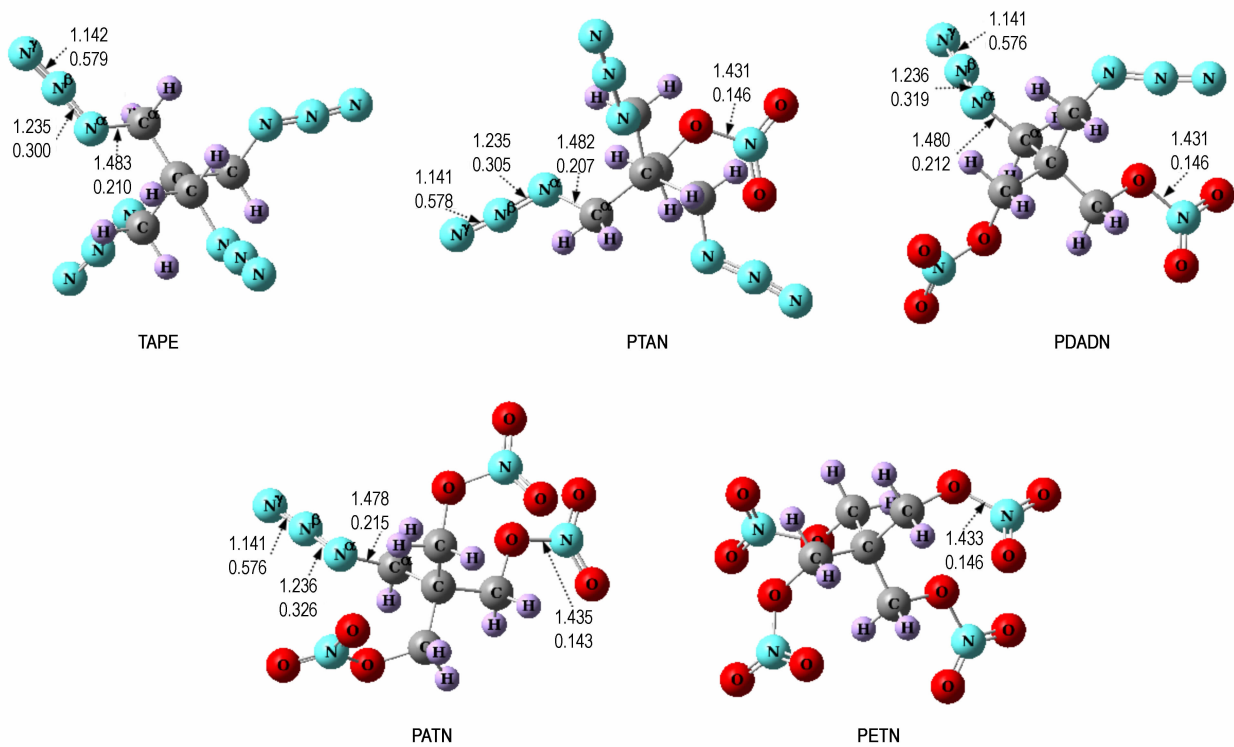 1.142
0.579
N^γ
N^β
N^α
C^α
H
H
1.235
0.300
1.483
0.210
N N N
C C C
H
H
H
H
C
H
N
N
N
N
N
N
TAPE
N
N
N
H
H
1.431
0.146
O
O
N
O
1.235
0.305
1.482
0.207
1.141
0.578
N^γ
N^β
N^α
C^α
H
C
H
H
H
C
H
H
N
N
N
PTAN
N^γ
1.141
0.576
N^β
1.236
0.319
N^α
N N N
H
C
H
H
C^α
1.480
0.212
H
C
C
H
H
O
1.431
0.146
O
C
H
H
N
O
O
O
N
O
PDADN
O
N
O
O
O
N^γ
N^β
N^α
1.478
0.215
1.141
0.576
1.236
0.326
H
H
C
H
O
N
O
C^α
H
C
C
H
H
1.435
0.143
O
N
O
O
C
H
H
PATN
H
H
O
O
O
N
H
C
H
C
H
1.433
0.146
N
O
O
O
C
C
H
O
C
H
H
O
N
O
O
N
O
O
PETN